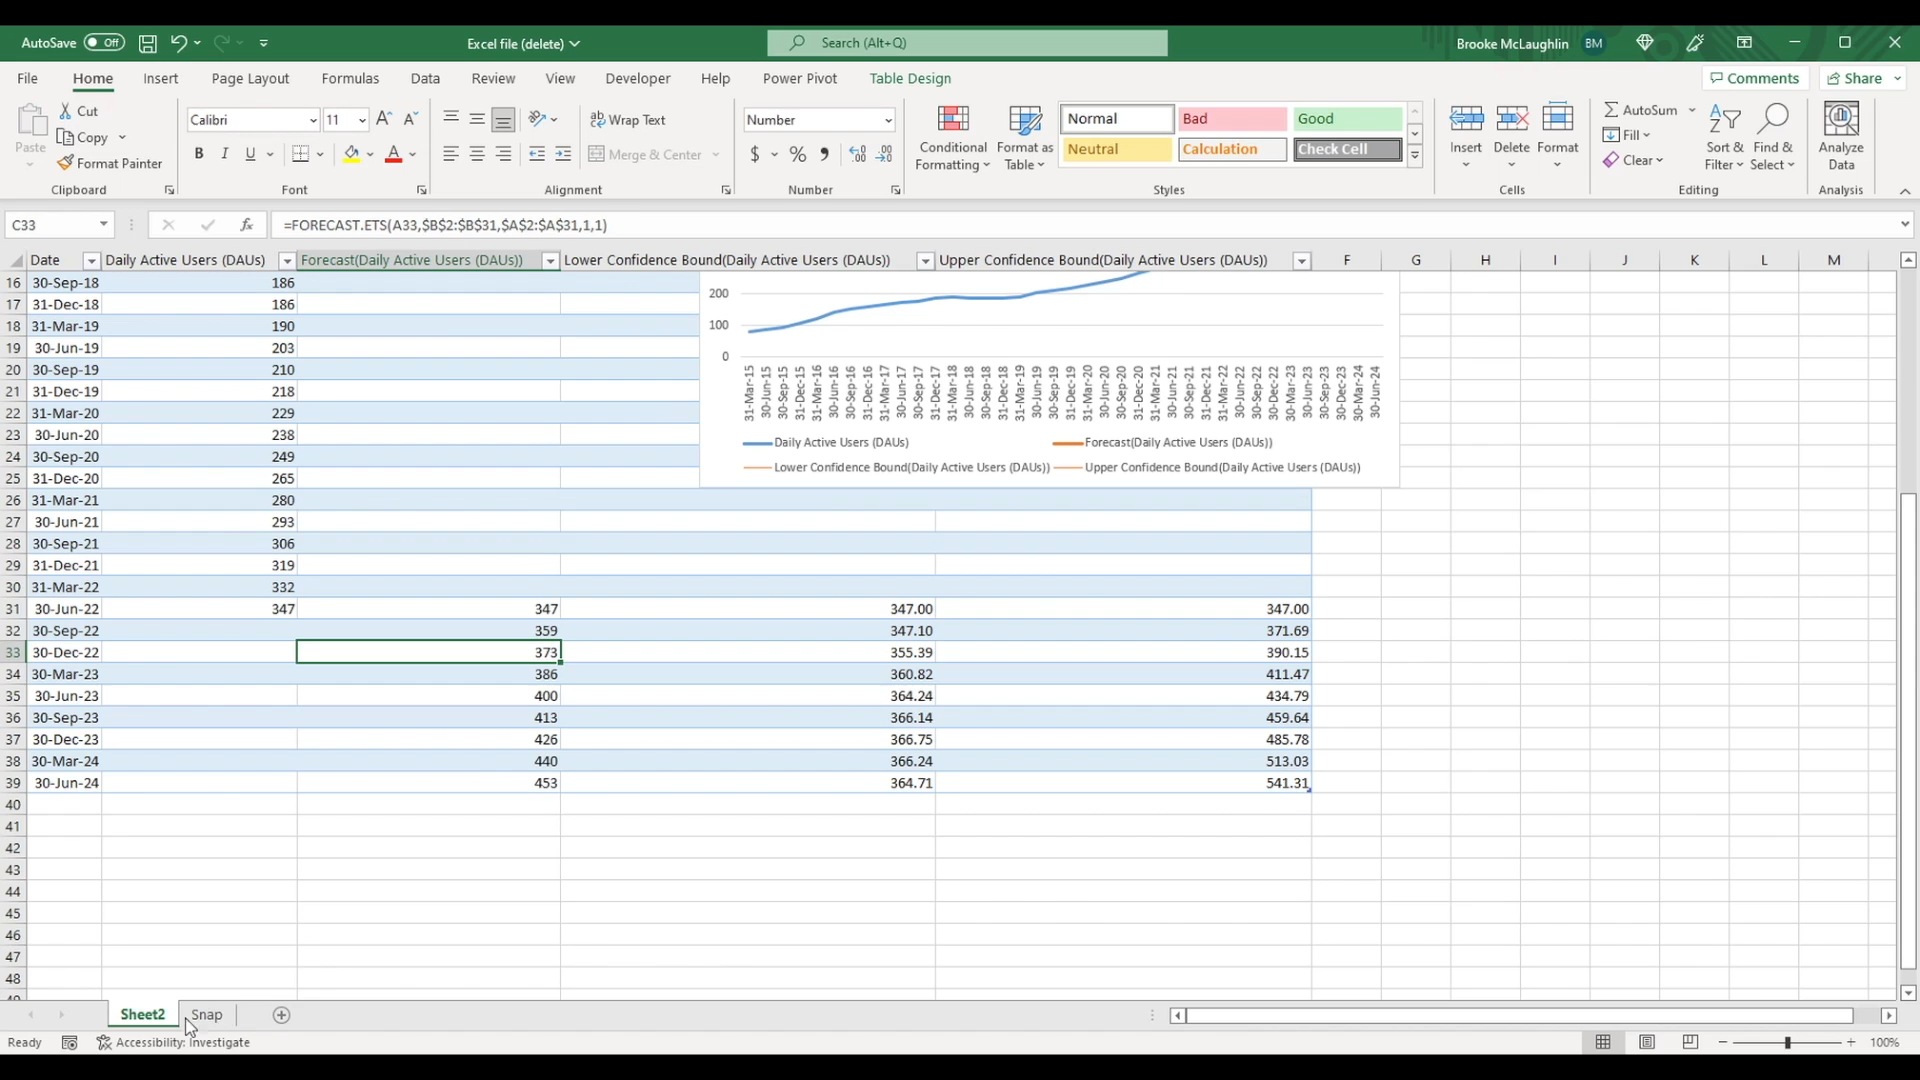 AutoSave Off Excel file (delete) Search (Alt+Q) Brooke McLaughlin BM
File Home Insert Page Layout Formulas Data Review View Developer Help Power Pivot Table Design Comments Share
Paste Cut Copy Format Painter Clipboard
Calibri 11 B I U Font
ab Wrap Text Merge & Center Alignment
Number $ % Number
Conditional Formatting Format as Table
Normal Bad Good
Neutral Calculation Check Cell
Styles
Insert Delete Format Cells
AutoSum Fill Clear Sort & Filter Find & Select Editing
Analyze Data Analysis
C33 fx =FORECAST.ETS(A33,$B$2:$B$31,$A$2:$A$31,1,1)
Date Daily Active Users (DAUs) Forecast(Daily Active Users (DAUs)) Lower Confidence Bound(Daily Active Users (DAUs)) Upper Confidence Bound(Daily Active Users (DAUs)) F G H I J K L M
16 30-Sep-18 186
17 31-Dec-18 186
18 31-Mar-19 190
19 30-Jun-19 203
20 30-Sep-19 210
21 31-Dec-19 218
22 31-Mar-20 229
23 30-Jun-20 238
24 30-Sep-20 249
25 31-Dec-20 265
26 31-Mar-21 280
27 30-Jun-21 293
28 30-Sep-21 306
29 31-Dec-21 319
30 31-Mar-22 332
31 30-Jun-22 347 347 347.00 347.00
32 30-Sep-22 359 347.10 371.69
33 30-Dec-22 373 355.39 390.15
34 30-Mar-23 386 360.82 411.47
35 30-Jun-23 400 364.24 434.79
36 30-Sep-23 413 366.14 459.64
37 30-Dec-23 426 366.75 485.78
38 30-Mar-24 440 366.24 513.03
39 30-Jun-24 453 364.71 541.31
40
41
42
43
44
45
46
47
48
200
100
0
31-Mar-15 30-Jun-15 30-Sep-15 31-Dec-15 31-Mar-16 30-Jun-16 30-Sep-16 31-Dec-16 31-Mar-17 30-Jun-17 30-Sep-17 31-Dec-17 31-Mar-18 30-Jun-18 30-Sep-18 31-Dec-18 31-Mar-19 30-Jun-19 30-Sep-19 31-Dec-19 31-Mar-20 30-Jun-20 30-Sep-20 31-Dec-20 31-Mar-21 30-Jun-21 30-Sep-21 31-Dec-21 31-Mar-22 30-Jun-22 30-Sep-22 30-Dec-22 30-Mar-23 30-Jun-23 30-Sep-23 30-Dec-23 30-Mar-24 30-Jun-24
Daily Active Users (DAUs) Forecast(Daily Active Users (DAUs))
Lower Confidence Bound(Daily Active Users (DAUs)) Upper Confidence Bound(Daily Active Users (DAUs))
Sheet2 Snap
Ready Accessibility: Investigate 100%